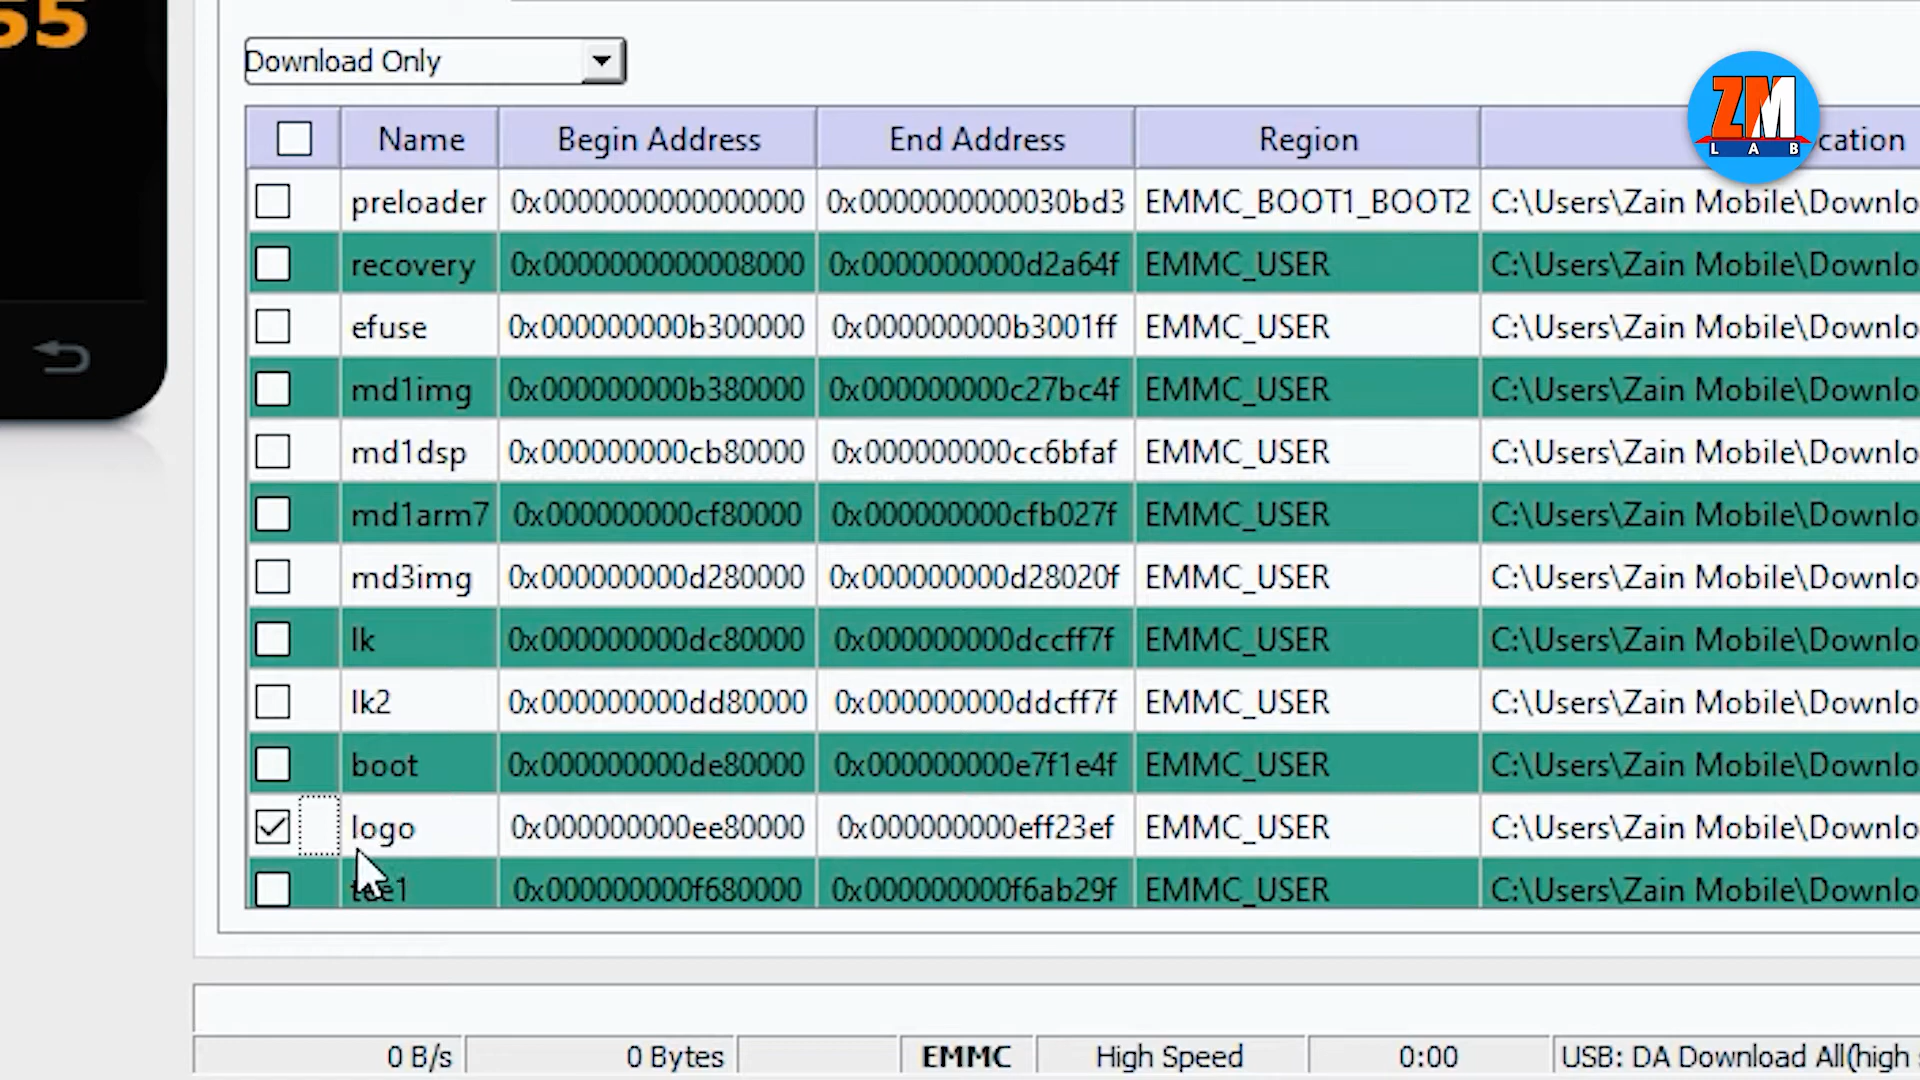 55
Download Only
ZM
LAB
Name Begin Address End Address Region cation
preloader 0x0000000000000000 0x0000000000030bd3 EMMC_BOOT1_BOOT2 C:\Users\Zain Mobile\Downlo
recovery 0x0000000000008000 0x0000000000d2a64f EMMC_USER C:\Users\Zain Mobile\Downlo
efuse 0x000000000b300000 0x000000000b3001ff EMMC_USER C:\Users\Zain Mobile\Downlo
md1img 0x000000000b380000 0x000000000c27bc4f EMMC_USER C:\Users\Zain Mobile\Downlo
md1dsp 0x000000000cb80000 0x000000000cc6bfaf EMMC_USER C:\Users\Zain Mobile\Downlo
md1arm7 0x000000000cf80000 0x000000000cfb027f EMMC_USER C:\Users\Zain Mobile\Downlo
md3img 0x000000000d280000 0x000000000d28020f EMMC_USER C:\Users\Zain Mobile\Downlo
lk 0x000000000dc80000 0x000000000dccff7f EMMC_USER C:\Users\Zain Mobile\Downlo
lk2 0x000000000dd80000 0x000000000ddcff7f EMMC_USER C:\Users\Zain Mobile\Downlo
boot 0x000000000de80000 0x000000000e7f1e4f EMMC_USER C:\Users\Zain Mobile\Downlo
logo 0x000000000ee80000 0x000000000eff23ef EMMC_USER C:\Users\Zain Mobile\Downlo
tee1 0x000000000f680000 0x000000000f6ab29f EMMC_USER C:\Users\Zain Mobile\Downlo
0 B/s 0 Bytes EMMC High Speed 0:00 USB: DA Download All(high